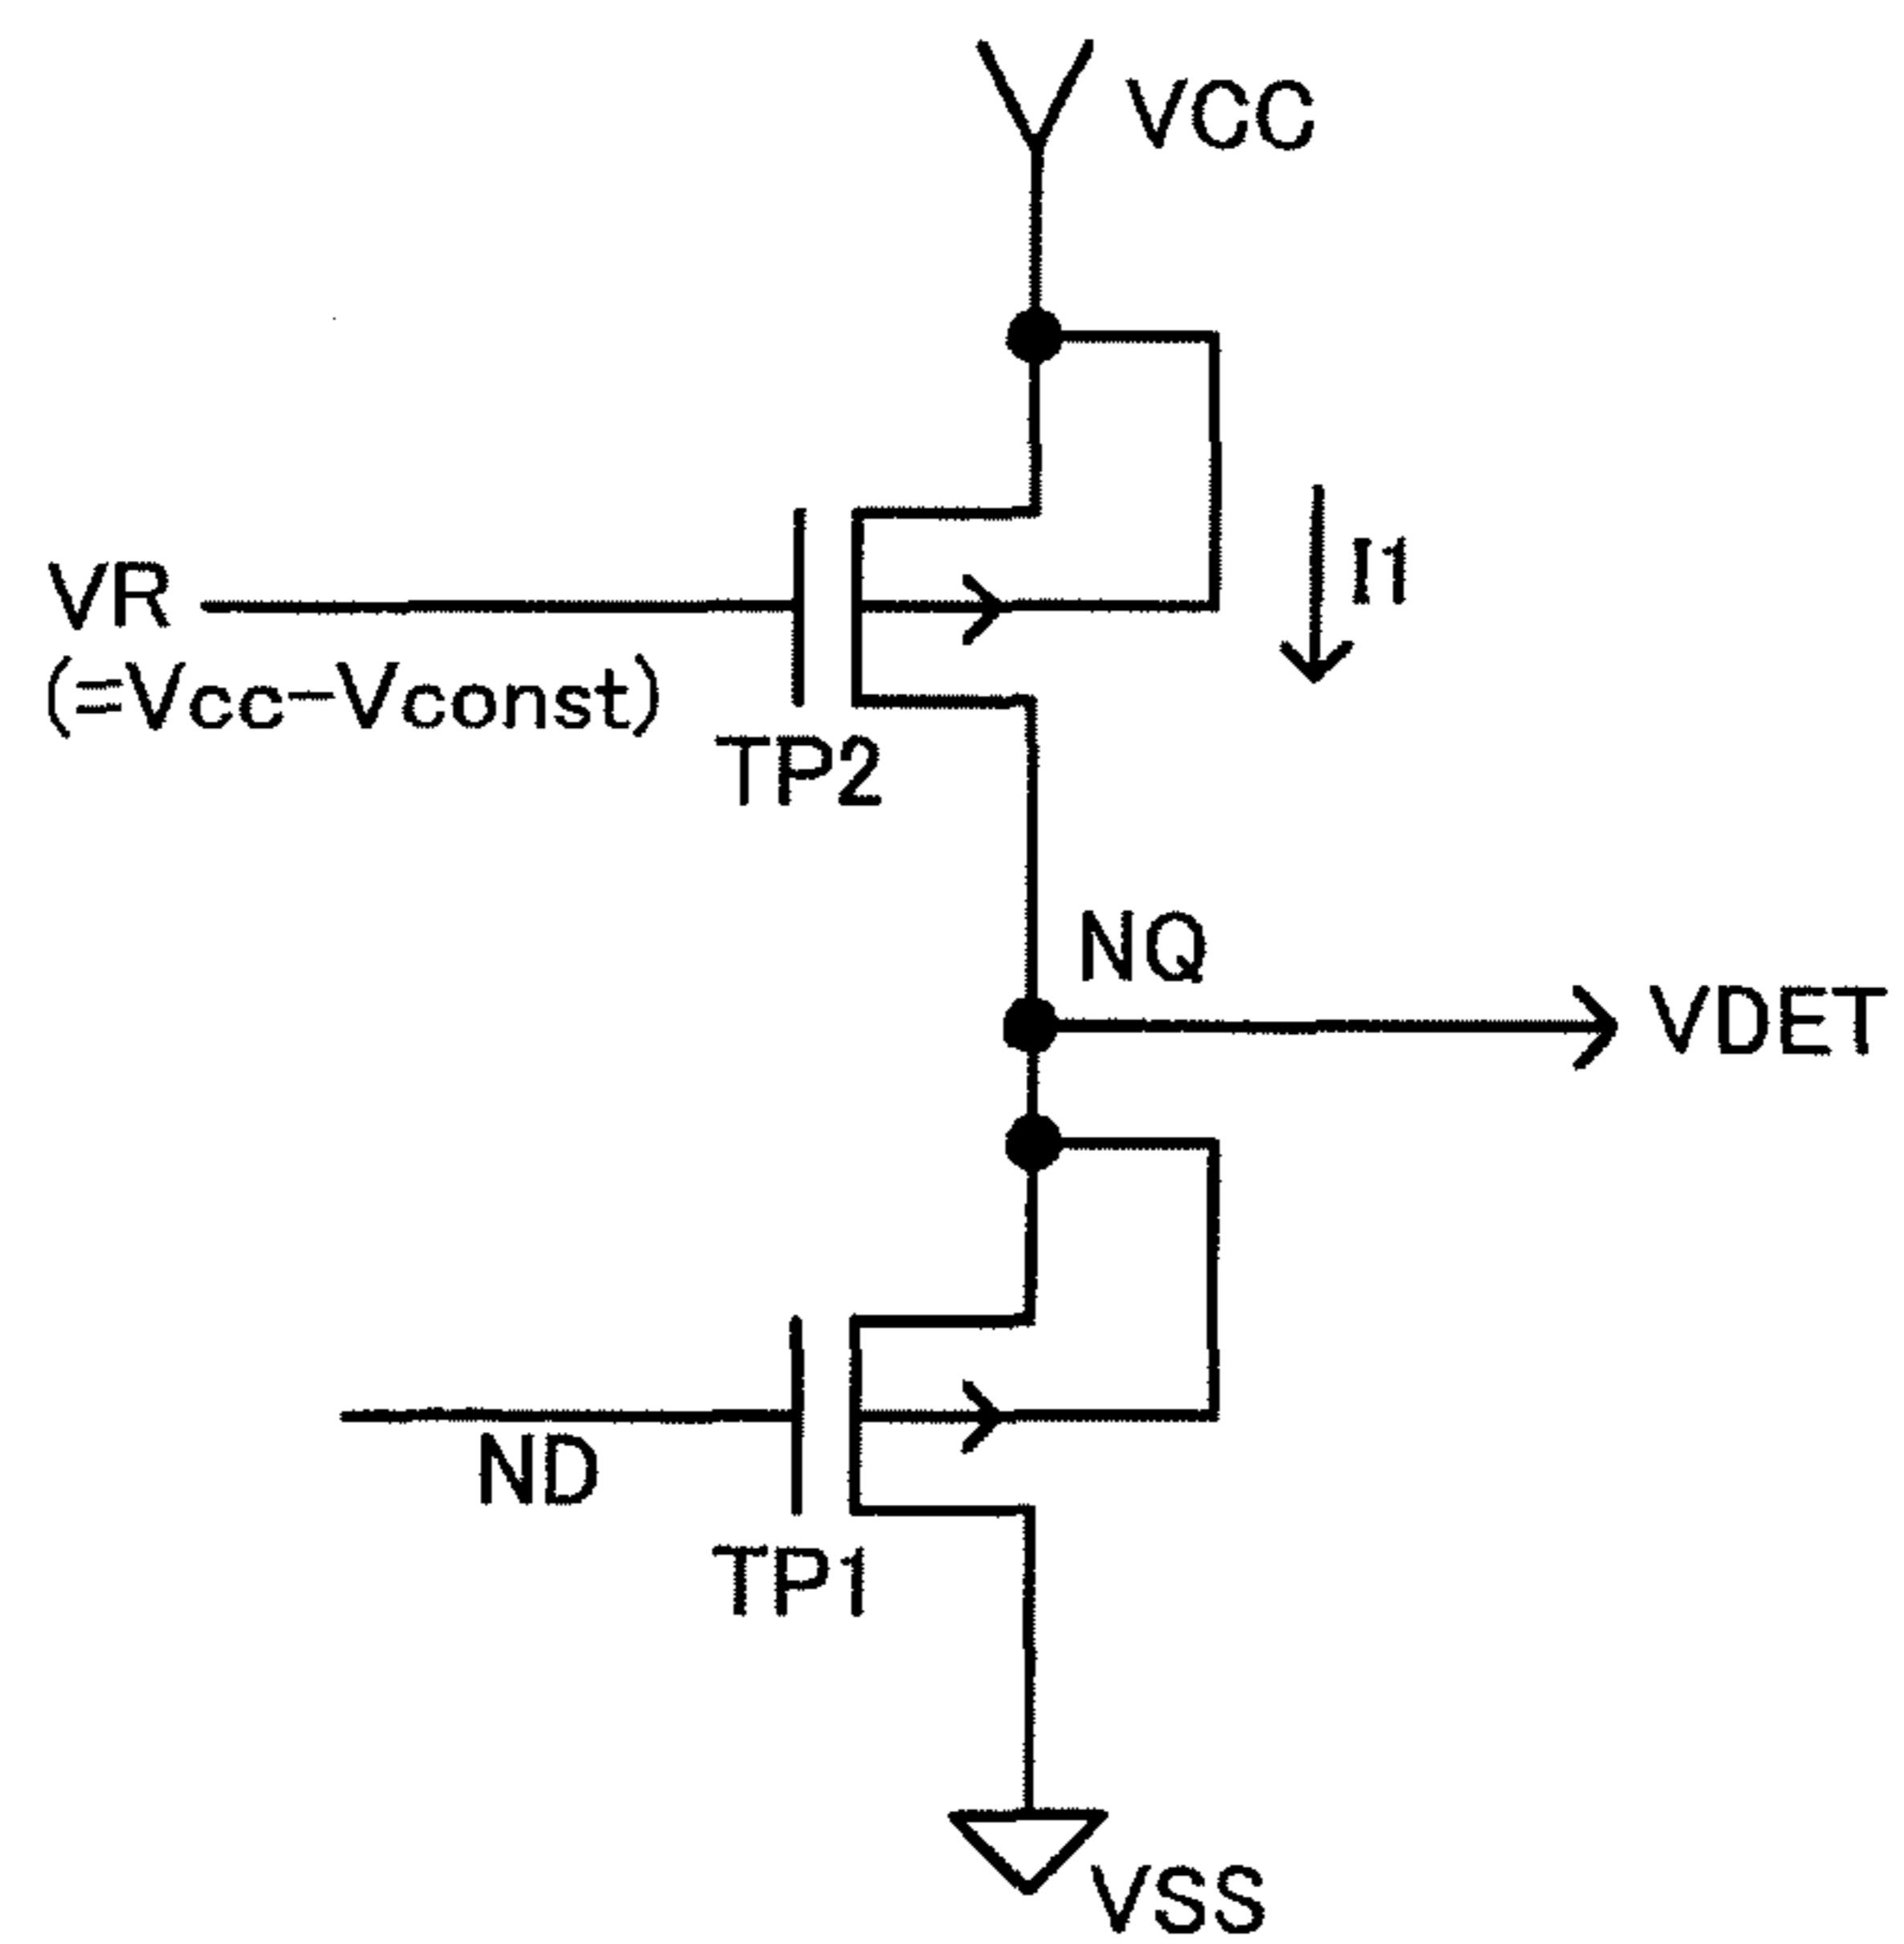 VCC
I1
VR
(=Vcc-Vconst)
TP2
NQ
VDET
ND
TP1
VSS